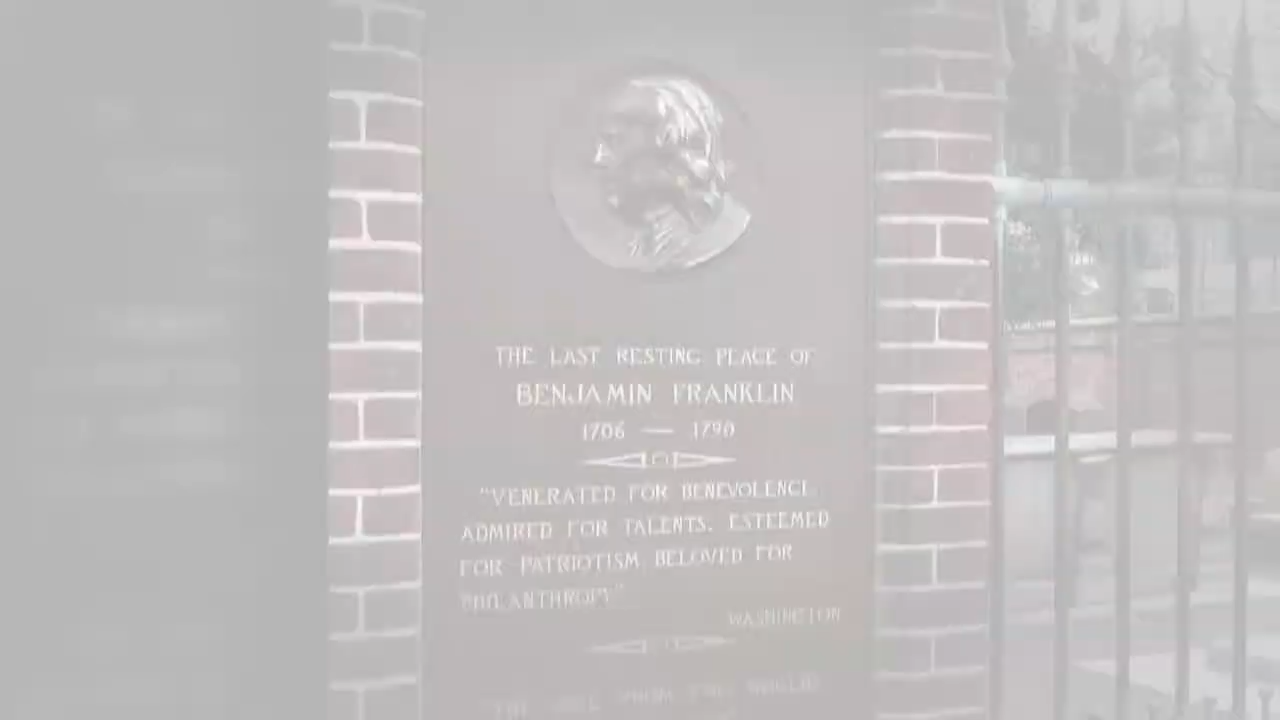 THE LAST RESTING PLACE OF
BENJAMIN FRANKLIN
1706 — 1790
"VENERATED FOR BENEVOLENCE,
ADMIRED FOR TALENTS, ESTEEMED
FOR PATRIOTISM, BELOVED FOR
PHILANTHROPY"
WASHINGTON